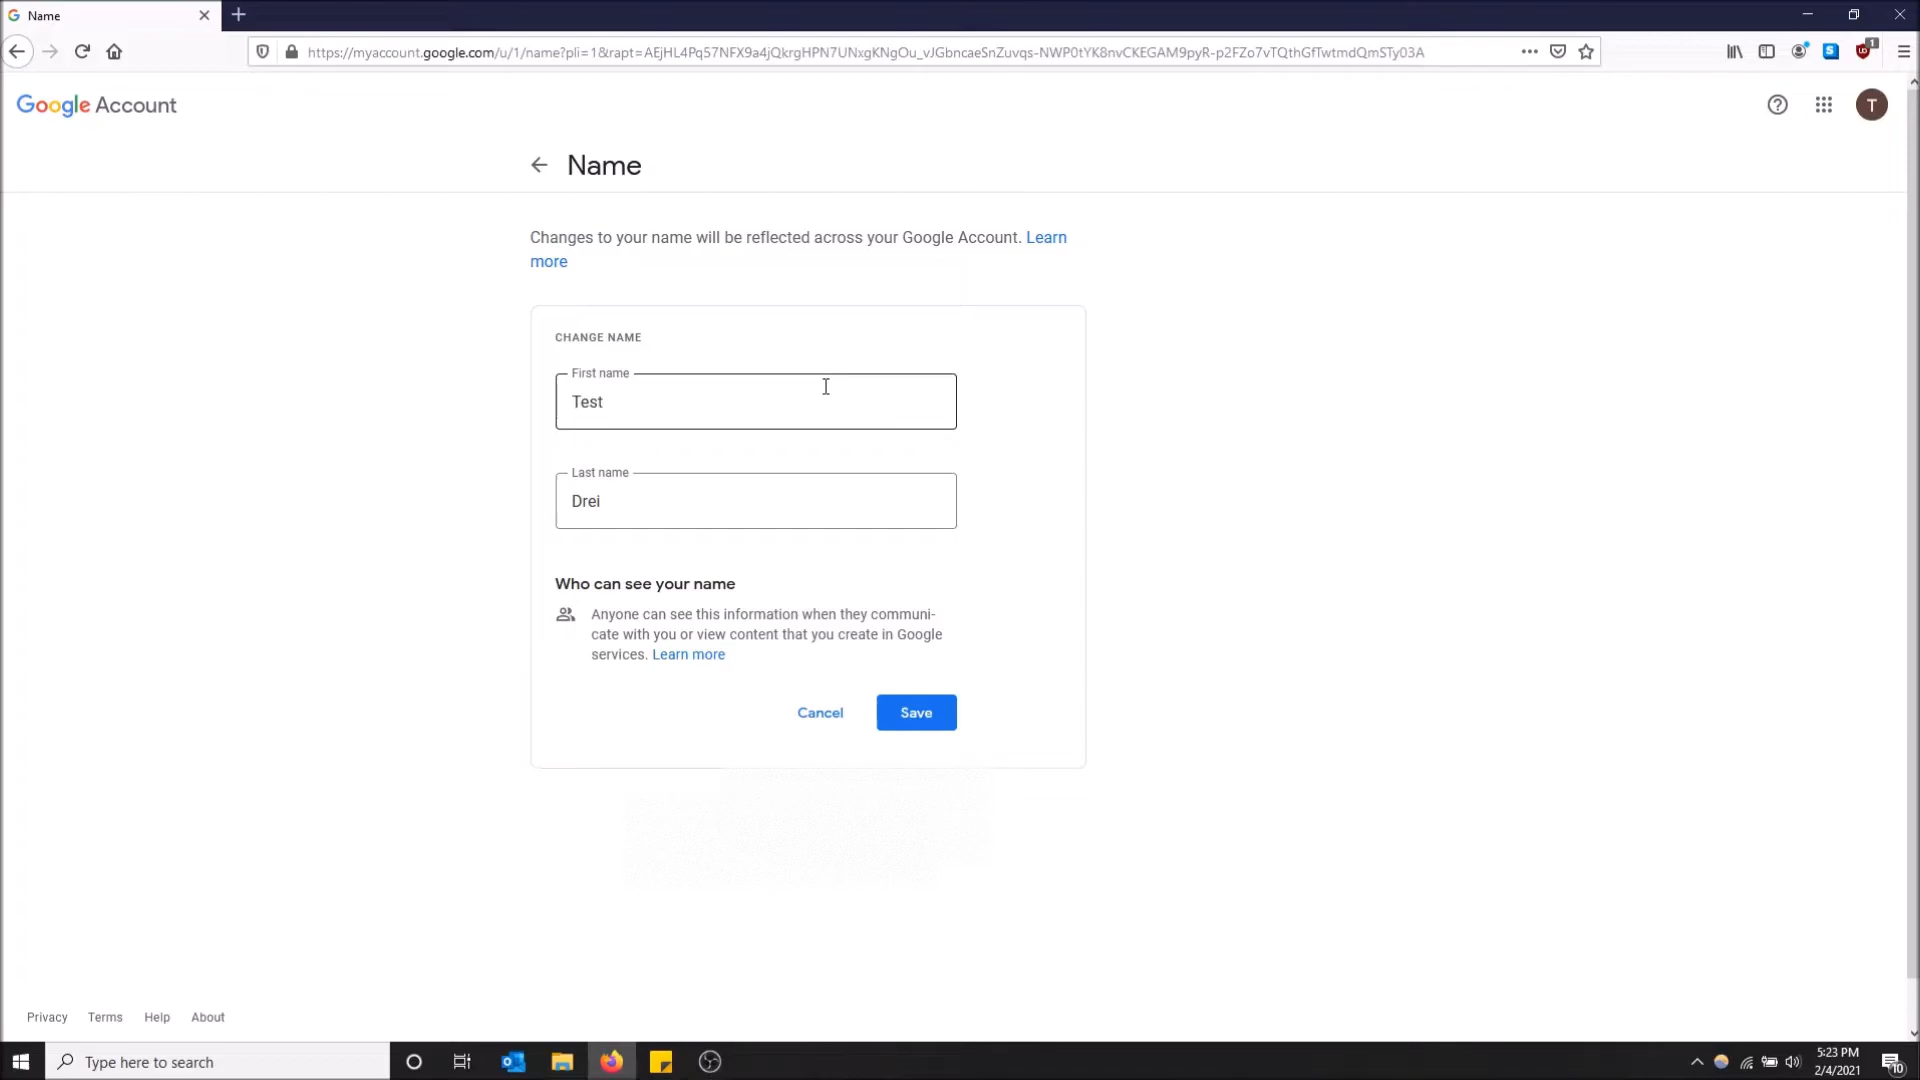 Name
https://myaccount.google.com/u/1/name?pli=1&rapt=AEjHL4Pq57NFX9a4jQkrgHPN7UNxgKNgOu_vJGbncaeSnZuvqs-NWP0tYK8nvCKEGAM9pyR-p2FZo7vTQthGfTwtmdQmSTy03A
S
1
Google Account
T
Name
Changes to your name will be reflected across your Google Account. Learn
more
CHANGE NAME
First name
Test
Last name
Drei
Who can see your name
Anyone can see this information when they communi-
cate with you or view content that you create in Google
services. Learn more
Cancel
Save
Privacy
Terms
Help
About
Type here to search
5:23 PM
2/4/2021
10